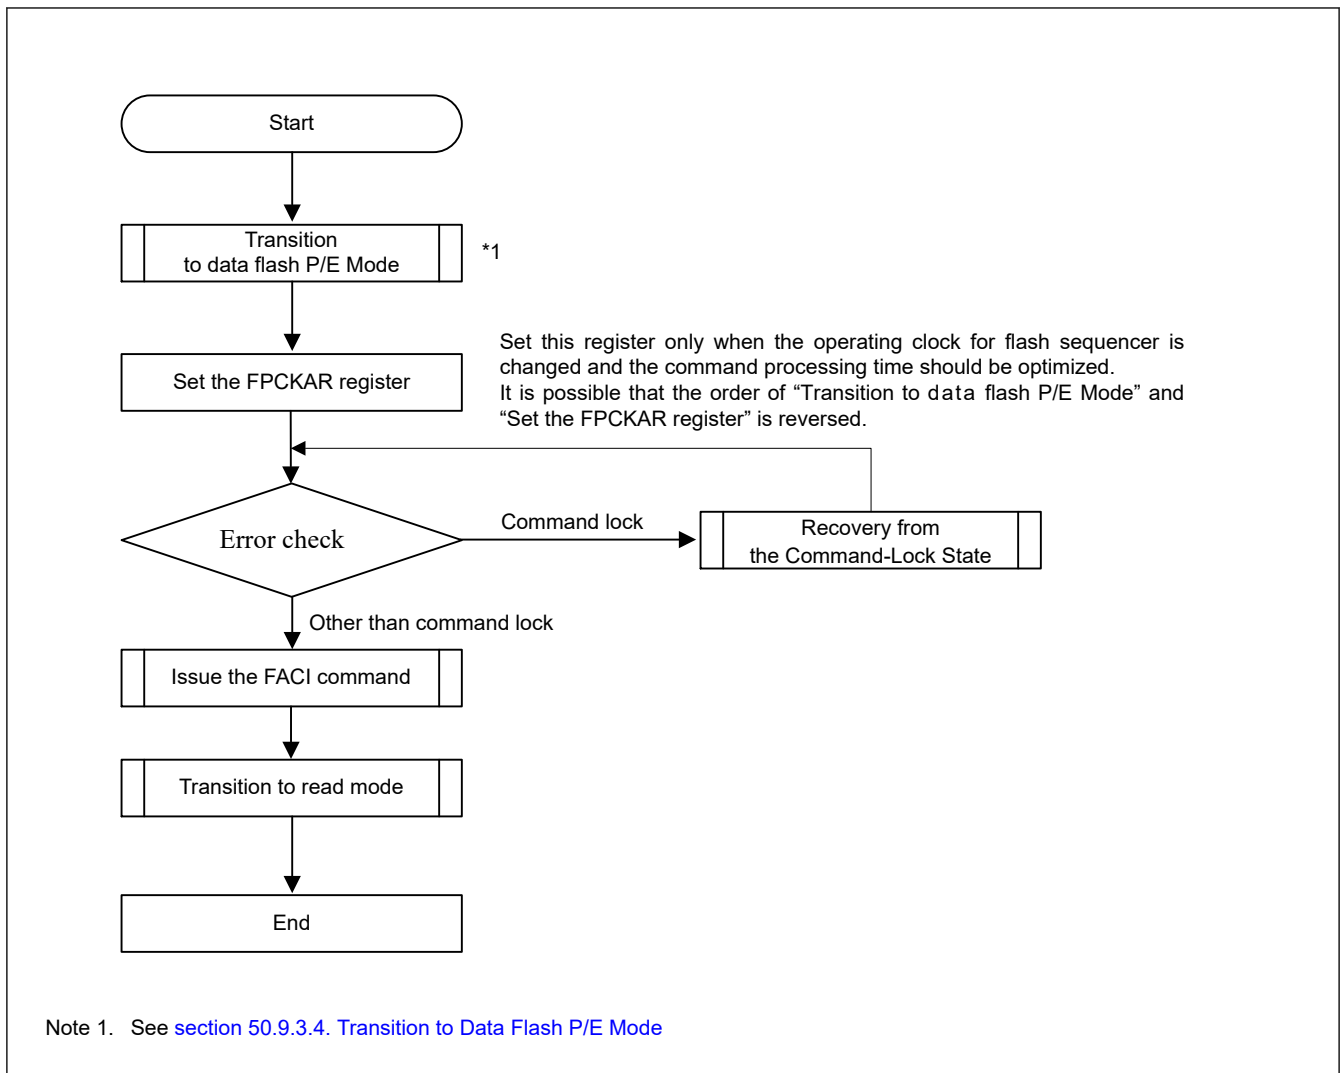 Start
Transition
to data flash P/E Mode
*1
Set the FPCKAR register
Set this register only when the operating clock for flash sequencer is
changed and the command processing time should be optimized.
It is possible that the order of “Transition to data flash P/E Mode” and
“Set the FPCKAR register” is reversed.
Error check
Command lock
Recovery from
the Command-Lock State
Other than command lock
Issue the FACI command
Transition to read mode
End
Note 1. See section 50.9.3.4. Transition to Data Flash P/E Mode